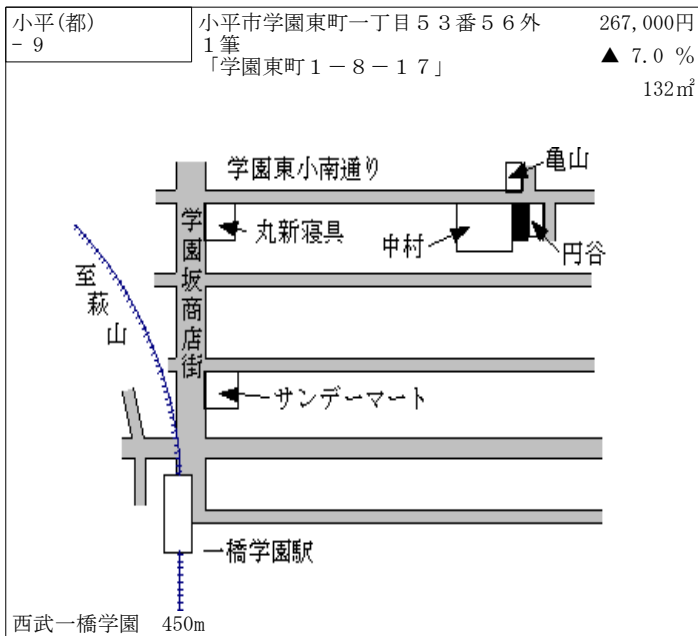 小平(都)
- 9
小平市学園東町一丁目５３番５６外
１筆
「学園東町１－８－１７」
267,000円
▲ 7.0 %
132㎡
学園東小南通り
亀山
学園坂商店街
丸新寝具
中村
円谷
至萩山
サンデーマート
一橋学園駅
西武一橋学園 450m